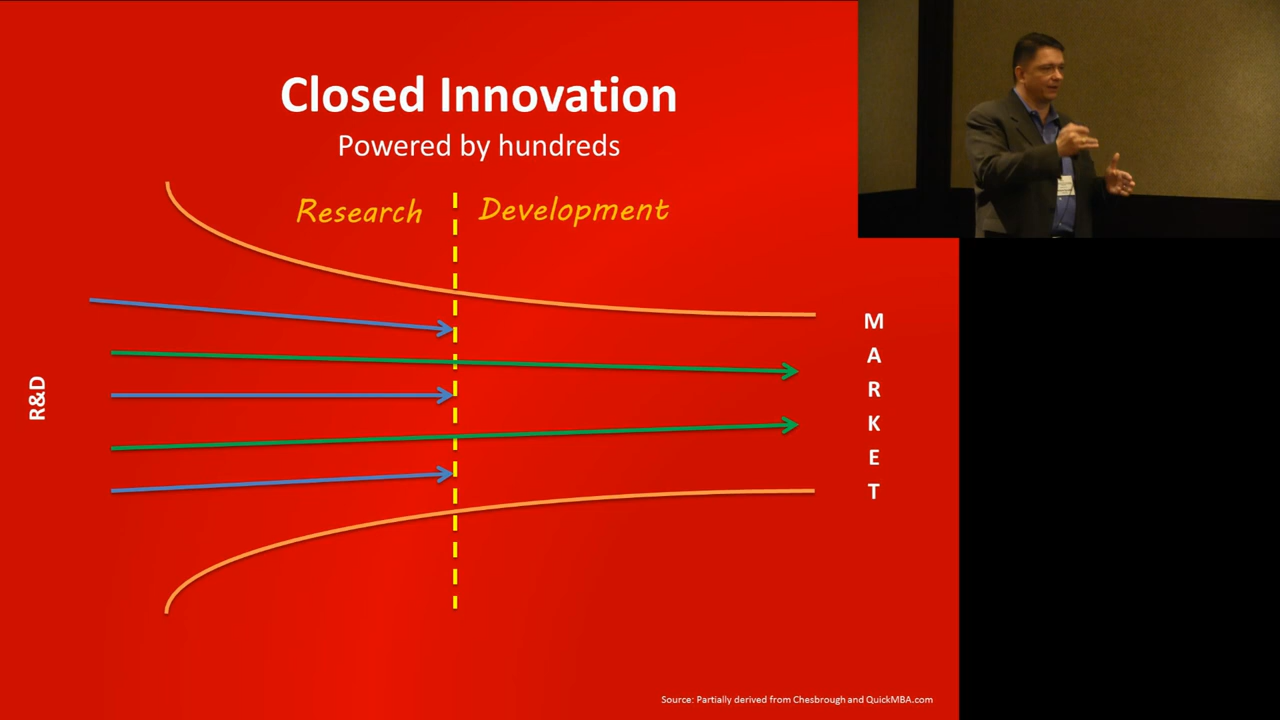 Closed Innovation
Powered by hundreds
Research
Development
R&D
M
A
R
K
E
T
Source: Partially derived from Chesbrough and QuickMBA.com